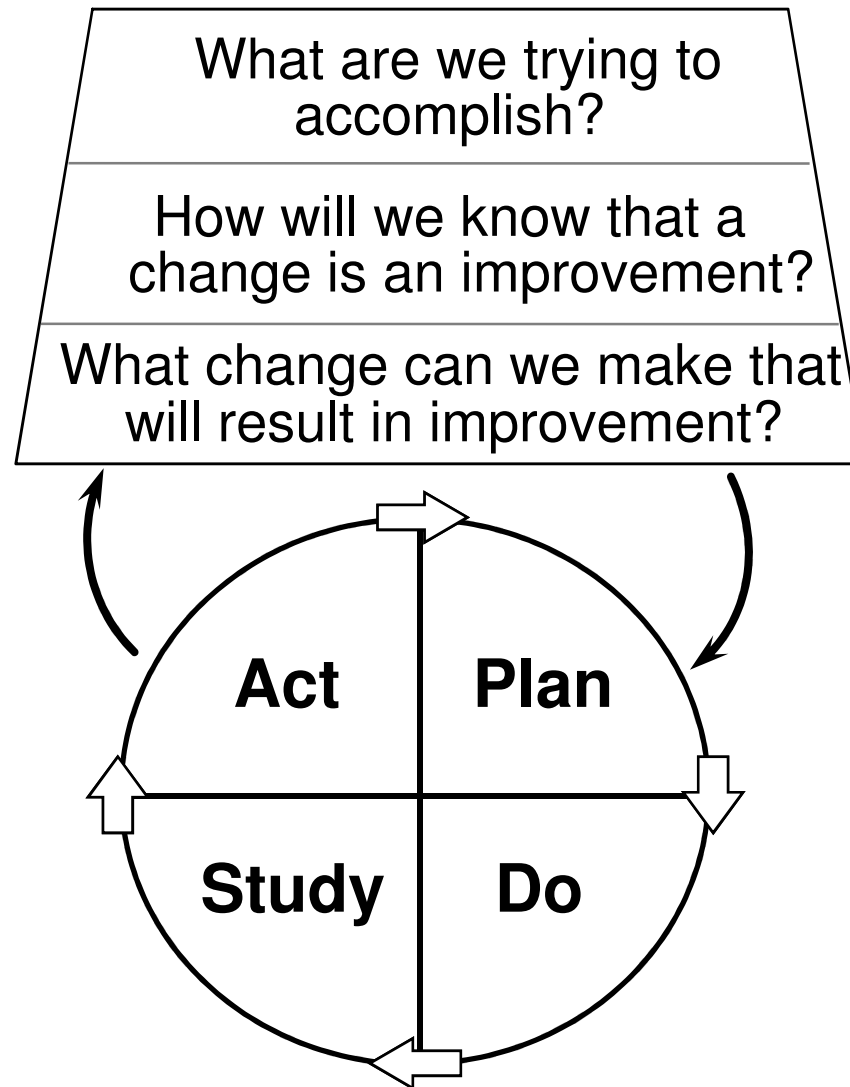 What are we trying to
accomplish?
How will we know that a
change is an improvement?
What change can we make that
will result in improvement?
Act
Plan
Study
Do